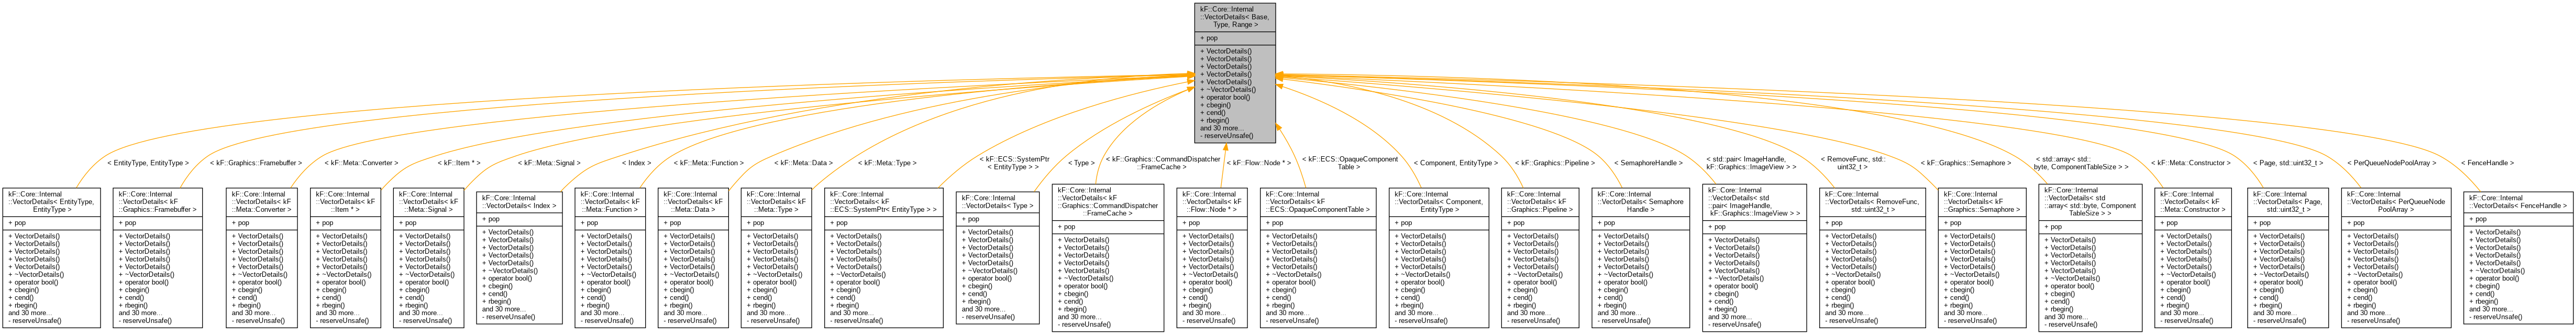 kF::Core::Internal
::VectorDetails< Base,
Type, Range >
+ pop
+ VectorDetails()
+ VectorDetails()
+ VectorDetails()
+ VectorDetails()
+ VectorDetails()
+ ~VectorDetails()
+ operator bool()
+ cbegin()
+ cend()
+ rbegin()
and 30 more...
- reserveUnsafe()
< EntityType, EntityType >
< kF::Graphics::Framebuffer >
< kF::Meta::Converter >
< kF::Item * >
< kF::Meta::Signal >
< Index >
< kF::Meta::Function >
< kF::Meta::Data >
< kF::Meta::Type >
< kF::ECS::SystemPtr
< EntityType > >
< Type >
< kF::Graphics::CommandDispatcher
::FrameCache >
< kF::Flow::Node * >
< kF::ECS::OpaqueComponent
Table >
< Component, EntityType >
< kF::Graphics::Pipeline >
< SemaphoreHandle >
< std::pair< ImageHandle,
kF::Graphics::ImageView > >
< RemoveFunc, std::
uint32_t >
< kF::Graphics::Semaphore >
< std::array< std::
byte, ComponentTableSize > >
< kF::Meta::Constructor >
< Page, std::uint32_t >
< PerQueueNodePoolArray >
< FenceHandle >
kF::Core::Internal
::VectorDetails< EntityType,
EntityType >
+ pop
+ VectorDetails()
+ VectorDetails()
+ VectorDetails()
+ VectorDetails()
+ VectorDetails()
+ ~VectorDetails()
+ operator bool()
+ cbegin()
+ cend()
+ rbegin()
and 30 more...
- reserveUnsafe()
kF::Core::Internal
::VectorDetails< kF
::Graphics::Framebuffer >
+ pop
+ VectorDetails()
+ VectorDetails()
+ VectorDetails()
+ VectorDetails()
+ VectorDetails()
+ ~VectorDetails()
+ operator bool()
+ cbegin()
+ cend()
+ rbegin()
and 30 more...
- reserveUnsafe()
kF::Core::Internal
::VectorDetails< kF
::Meta::Converter >
+ pop
+ VectorDetails()
+ VectorDetails()
+ VectorDetails()
+ VectorDetails()
+ VectorDetails()
+ ~VectorDetails()
+ operator bool()
+ cbegin()
+ cend()
+ rbegin()
and 30 more...
- reserveUnsafe()
kF::Core::Internal
::VectorDetails< kF
::Item * >
+ pop
+ VectorDetails()
+ VectorDetails()
+ VectorDetails()
+ VectorDetails()
+ VectorDetails()
+ ~VectorDetails()
+ operator bool()
+ cbegin()
+ cend()
+ rbegin()
and 30 more...
- reserveUnsafe()
kF::Core::Internal
::VectorDetails< kF
::Meta::Signal >
+ pop
+ VectorDetails()
+ VectorDetails()
+ VectorDetails()
+ VectorDetails()
+ VectorDetails()
+ ~VectorDetails()
+ operator bool()
+ cbegin()
+ cend()
+ rbegin()
and 30 more...
- reserveUnsafe()
kF::Core::Internal
::VectorDetails< Index >
+ pop
+ VectorDetails()
+ VectorDetails()
+ VectorDetails()
+ VectorDetails()
+ VectorDetails()
+ ~VectorDetails()
+ operator bool()
+ cbegin()
+ cend()
+ rbegin()
and 30 more...
- reserveUnsafe()
kF::Core::Internal
::VectorDetails< kF
::Meta::Function >
+ pop
+ VectorDetails()
+ VectorDetails()
+ VectorDetails()
+ VectorDetails()
+ VectorDetails()
+ ~VectorDetails()
+ operator bool()
+ cbegin()
+ cend()
+ rbegin()
and 30 more...
- reserveUnsafe()
kF::Core::Internal
::VectorDetails< kF
::Meta::Data >
+ pop
+ VectorDetails()
+ VectorDetails()
+ VectorDetails()
+ VectorDetails()
+ VectorDetails()
+ ~VectorDetails()
+ operator bool()
+ cbegin()
+ cend()
+ rbegin()
and 30 more...
- reserveUnsafe()
kF::Core::Internal
::VectorDetails< kF
::Meta::Type >
+ pop
+ VectorDetails()
+ VectorDetails()
+ VectorDetails()
+ VectorDetails()
+ VectorDetails()
+ ~VectorDetails()
+ operator bool()
+ cbegin()
+ cend()
+ rbegin()
and 30 more...
- reserveUnsafe()
kF::Core::Internal
::VectorDetails< kF
::ECS::SystemPtr< EntityType > >
+ pop
+ VectorDetails()
+ VectorDetails()
+ VectorDetails()
+ VectorDetails()
+ VectorDetails()
+ ~VectorDetails()
+ operator bool()
+ cbegin()
+ cend()
+ rbegin()
and 30 more...
- reserveUnsafe()
kF::Core::Internal
::VectorDetails< Type >
+ pop
+ VectorDetails()
+ VectorDetails()
+ VectorDetails()
+ VectorDetails()
+ VectorDetails()
+ ~VectorDetails()
+ operator bool()
+ cbegin()
+ cend()
+ rbegin()
and 30 more...
- reserveUnsafe()
kF::Core::Internal
::VectorDetails< kF
::Graphics::CommandDispatcher
::FrameCache >
+ pop
+ VectorDetails()
+ VectorDetails()
+ VectorDetails()
+ VectorDetails()
+ VectorDetails()
+ ~VectorDetails()
+ operator bool()
+ cbegin()
+ cend()
+ rbegin()
and 30 more...
- reserveUnsafe()
kF::Core::Internal
::VectorDetails< kF
::Flow::Node * >
+ pop
+ VectorDetails()
+ VectorDetails()
+ VectorDetails()
+ VectorDetails()
+ VectorDetails()
+ ~VectorDetails()
+ operator bool()
+ cbegin()
+ cend()
+ rbegin()
and 30 more...
- reserveUnsafe()
kF::Core::Internal
::VectorDetails< kF
::ECS::OpaqueComponentTable >
+ pop
+ VectorDetails()
+ VectorDetails()
+ VectorDetails()
+ VectorDetails()
+ VectorDetails()
+ ~VectorDetails()
+ operator bool()
+ cbegin()
+ cend()
+ rbegin()
and 30 more...
- reserveUnsafe()
kF::Core::Internal
::VectorDetails< Component,
EntityType >
+ pop
+ VectorDetails()
+ VectorDetails()
+ VectorDetails()
+ VectorDetails()
+ VectorDetails()
+ ~VectorDetails()
+ operator bool()
+ cbegin()
+ cend()
+ rbegin()
and 30 more...
- reserveUnsafe()
kF::Core::Internal
::VectorDetails< kF
::Graphics::Pipeline >
+ pop
+ VectorDetails()
+ VectorDetails()
+ VectorDetails()
+ VectorDetails()
+ VectorDetails()
+ ~VectorDetails()
+ operator bool()
+ cbegin()
+ cend()
+ rbegin()
and 30 more...
- reserveUnsafe()
kF::Core::Internal
::VectorDetails< Semaphore
Handle >
+ pop
+ VectorDetails()
+ VectorDetails()
+ VectorDetails()
+ VectorDetails()
+ VectorDetails()
+ ~VectorDetails()
+ operator bool()
+ cbegin()
+ cend()
+ rbegin()
and 30 more...
- reserveUnsafe()
kF::Core::Internal
::VectorDetails< std
::pair< ImageHandle,
kF::Graphics::ImageView > >
+ pop
+ VectorDetails()
+ VectorDetails()
+ VectorDetails()
+ VectorDetails()
+ VectorDetails()
+ ~VectorDetails()
+ operator bool()
+ cbegin()
+ cend()
+ rbegin()
and 30 more...
- reserveUnsafe()
kF::Core::Internal
::VectorDetails< RemoveFunc,
std::uint32_t >
+ pop
+ VectorDetails()
+ VectorDetails()
+ VectorDetails()
+ VectorDetails()
+ VectorDetails()
+ ~VectorDetails()
+ operator bool()
+ cbegin()
+ cend()
+ rbegin()
and 30 more...
- reserveUnsafe()
kF::Core::Internal
::VectorDetails< kF
::Graphics::Semaphore >
+ pop
+ VectorDetails()
+ VectorDetails()
+ VectorDetails()
+ VectorDetails()
+ VectorDetails()
+ ~VectorDetails()
+ operator bool()
+ cbegin()
+ cend()
+ rbegin()
and 30 more...
- reserveUnsafe()
kF::Core::Internal
::VectorDetails< std
::array< std::byte, Component
TableSize > >
+ pop
+ VectorDetails()
+ VectorDetails()
+ VectorDetails()
+ VectorDetails()
+ VectorDetails()
+ ~VectorDetails()
+ operator bool()
+ cbegin()
+ cend()
+ rbegin()
and 30 more...
- reserveUnsafe()
kF::Core::Internal
::VectorDetails< kF
::Meta::Constructor >
+ pop
+ VectorDetails()
+ VectorDetails()
+ VectorDetails()
+ VectorDetails()
+ VectorDetails()
+ ~VectorDetails()
+ operator bool()
+ cbegin()
+ cend()
+ rbegin()
and 30 more...
- reserveUnsafe()
kF::Core::Internal
::VectorDetails< Page,
std::uint32_t >
+ pop
+ VectorDetails()
+ VectorDetails()
+ VectorDetails()
+ VectorDetails()
+ VectorDetails()
+ ~VectorDetails()
+ operator bool()
+ cbegin()
+ cend()
+ rbegin()
and 30 more...
- reserveUnsafe()
kF::Core::Internal
::VectorDetails< PerQueueNode
PoolArray >
+ pop
+ VectorDetails()
+ VectorDetails()
+ VectorDetails()
+ VectorDetails()
+ VectorDetails()
+ ~VectorDetails()
+ operator bool()
+ cbegin()
+ cend()
+ rbegin()
and 30 more...
- reserveUnsafe()
kF::Core::Internal
::VectorDetails< FenceHandle >
+ pop
+ VectorDetails()
+ VectorDetails()
+ VectorDetails()
+ VectorDetails()
+ VectorDetails()
+ ~VectorDetails()
+ operator bool()
+ cbegin()
+ cend()
+ rbegin()
and 30 more...
- reserveUnsafe()